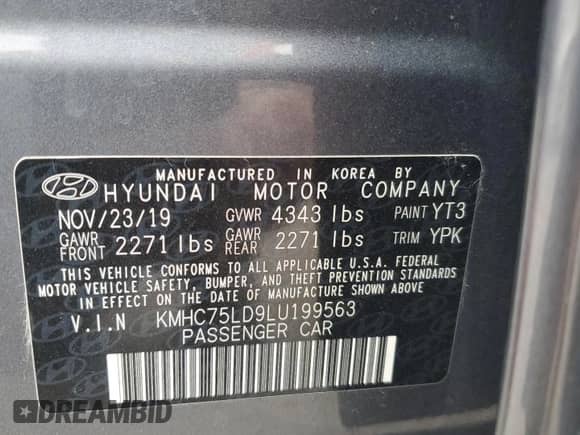 MANUFACTURED IN KOREA BY
HYUNDAI MOTOR COMPANY
NOV/23/19 GVWR 4343 lbs PAINT YT3
GAWR FRONT 2271 lbs GAWR REAR 2271 lbs TRIM YPK
THIS VEHICLE CONFORMS TO ALL APPLICABLE U.S.A. FEDERAL
MOTOR VEHICLE SAFETY, BUMPER, AND THEFT PREVENTION STANDARDS
IN EFFECT ON THE DATE OF MANUFACTURE SHOWN ABOVE.
V.I.N KMHC75LD9LU199563
PASSENGER CAR
DREAMBID